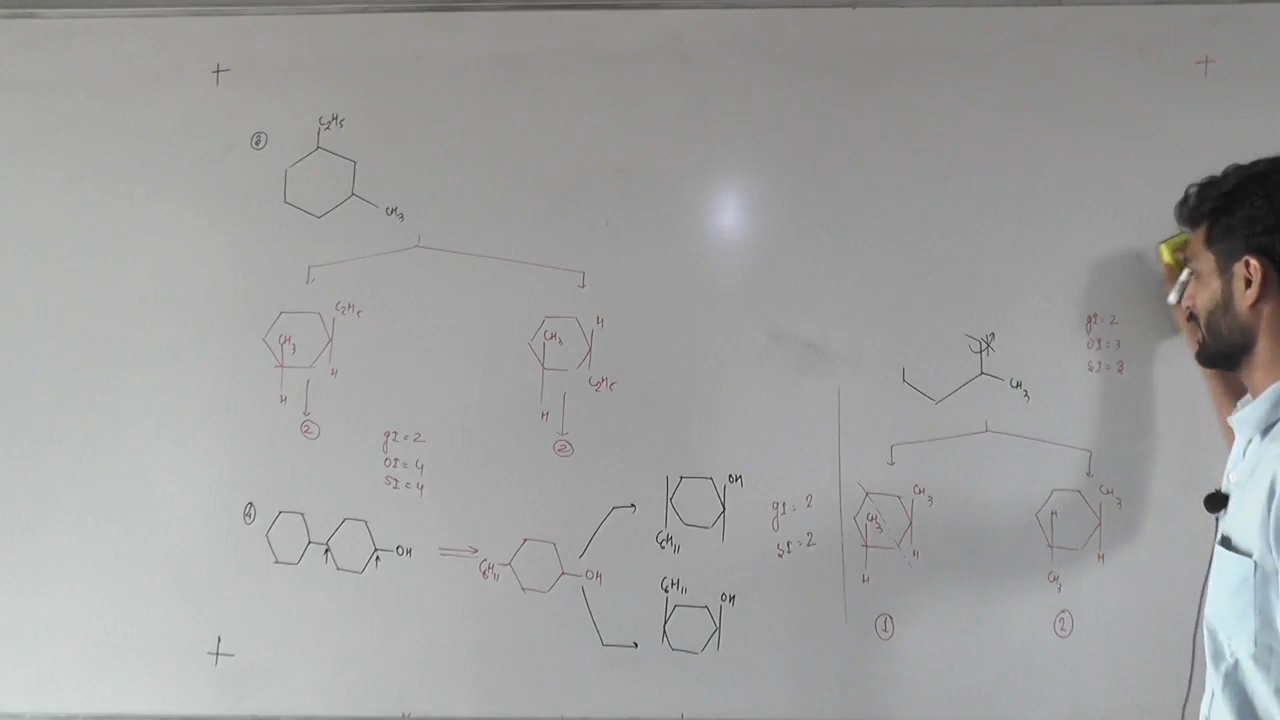 ③
C2H5
CH3
C2H5
CH3
H
H
②
H
CH3
C2H5
H
②
gI = 2
OI = 4
SI = 4
④
OH
C6H11
OH
OH
C6H11
C6H11
OH
gI = 2
SI = 2
CH3
gI = 2
OI = 3
SI = 3
CH3
CH3
H
H
①
CH3
H
H
CH3
②